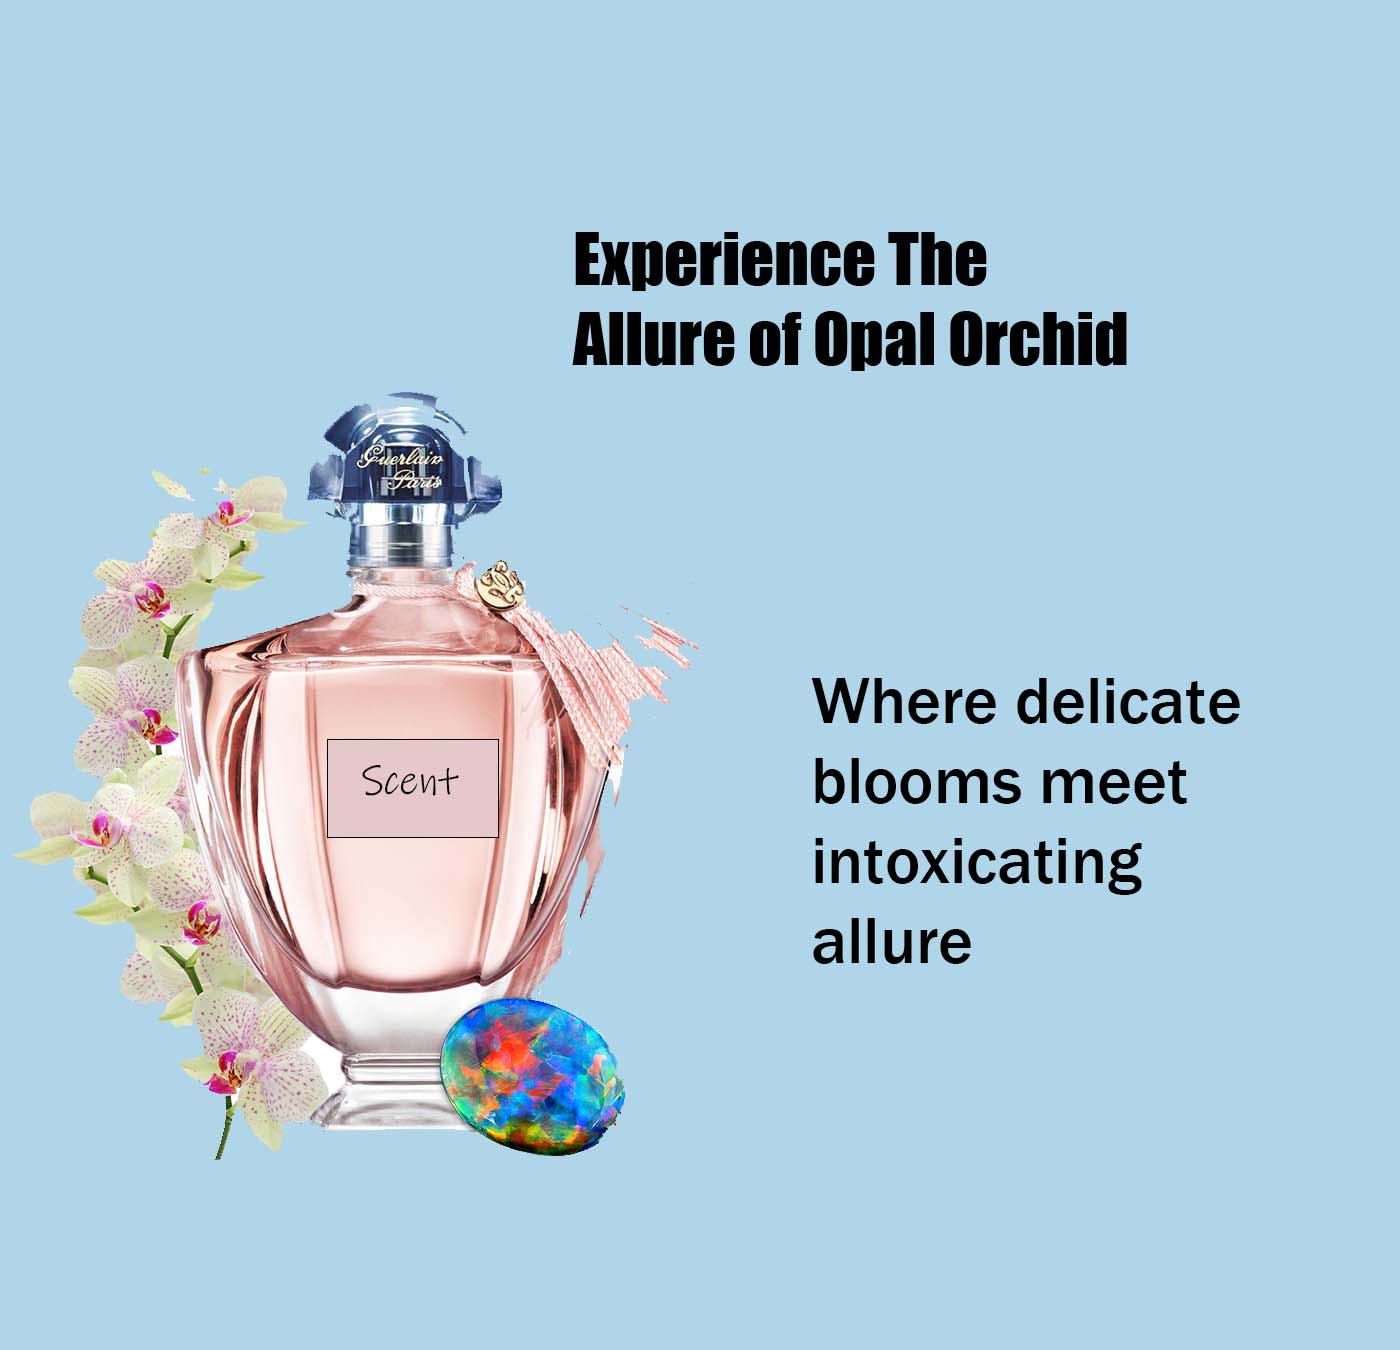 Experience The
Allure of Opal Orchid
Guerlain
Paris
Scent
Where delicate
blooms meet
intoxicating
allure